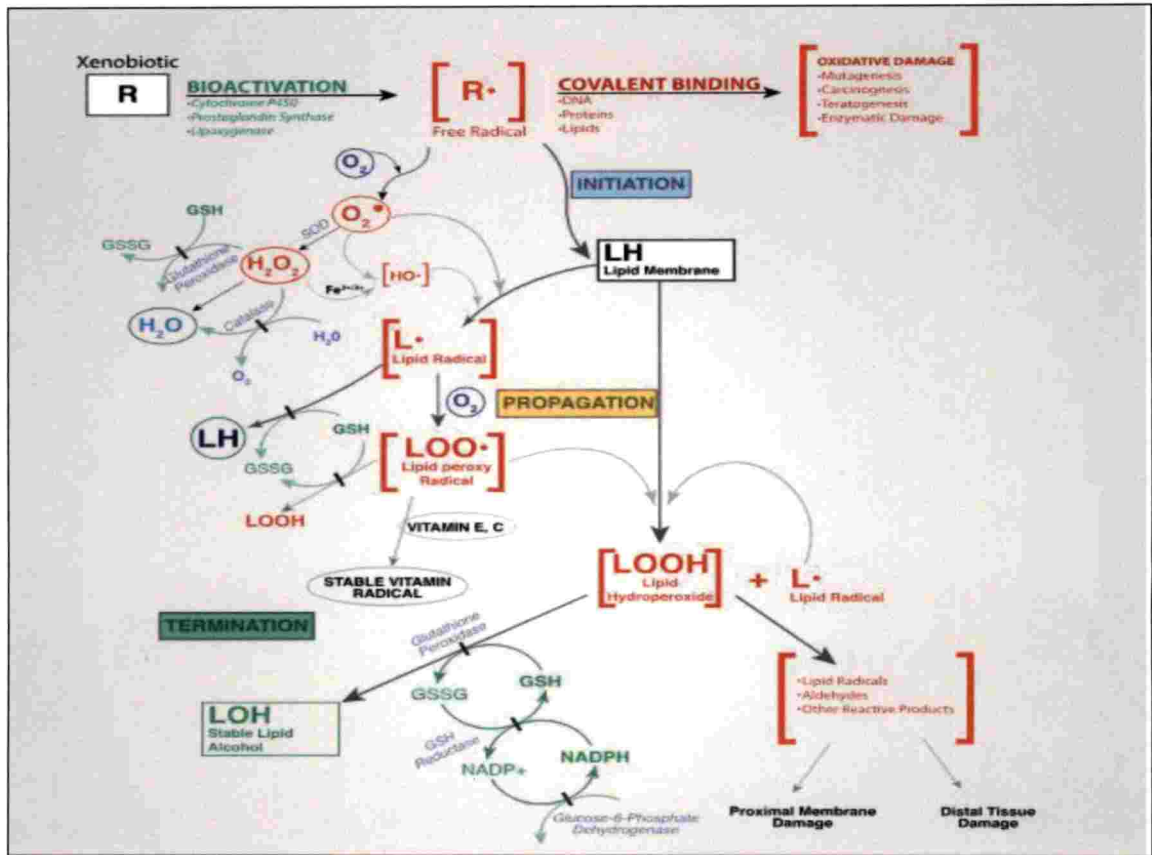 Xenobiotic
R
BIOACTIVATION
•Cytochrome P450
•Prostaglandin Synthase
•Lipoxygenase
R•
Free Radical
COVALENT BINDING
•DNA
•Proteins
•Lipids
OXIDATIVE DAMAGE
•Mutagenesis
•Carcinogneois
•Teratogenesis
•Enzymatic Damage
O₂
INITIATION
O₂•
SOD
GSH
GSSG
Glutathione
Peroxidase
H₂O₂
[HO•]
LH
Lipid Membrane
H₂O
Catalase
H₂0
O₂
L•
Lipid Radical
O₂
PROPAGATION
LH
GSH
GSSG
LOO•
Lipid peroxy
Radical
LOOH
VITAMIN E, C
STABLE VITAMIN
RADICAL
LOOH
Lipid
Hydroperoxide
+
L•
Lipid Radical
TERMINATION
Glutathione
Peroxidase
GSSG
GSH
LOH
Stable Lipid
Alcohol
GSH
Reductase
NADP+
NADPH
Glucose-6-Phosphate
Dehydrogenase
•Lipid Radicals
•Aldehydes
•Other Reactive Products
Proximal Membrane
Damage
Distal Tissue
Damage